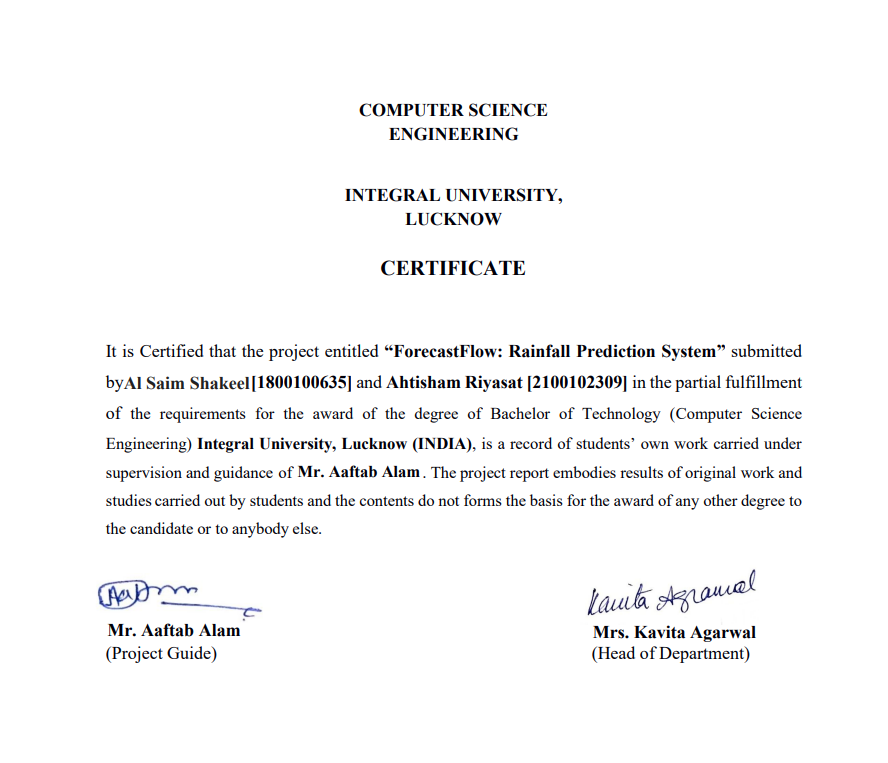 COMPUTER SCIENCE
ENGINEERING
INTEGRAL UNIVERSITY,
LUCKNOW
CERTIFICATE
It is Certified that the project entitled “ForecastFlow: Rainfall Prediction System” submitted
byAl Saim Shakeel[1800100635] and Ahtisham Riyasat [2100102309] in the partial fulfillment
of the requirements for the award of the degree of Bachelor of Technology (Computer Science
Engineering) Integral University, Lucknow (INDIA), is a record of students’ own work carried under
supervision and guidance of Mr. Aaftab Alam. The project report embodies results of original work and
studies carried out by students and the contents do not forms the basis for the award of any other degree to
the candidate or to anybody else.
Kavita Agrawal
Mr. Aaftab Alam
Mrs. Kavita Agarwal
(Project Guide)
(Head of Department)